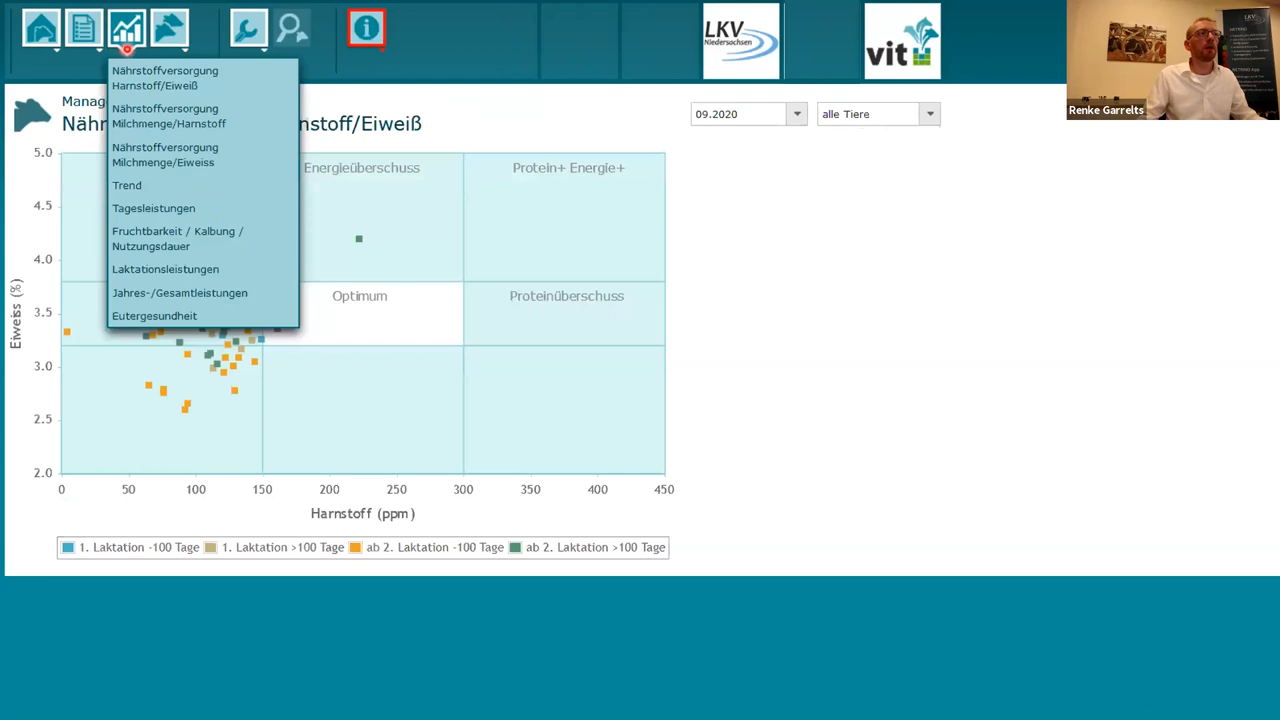 LKV
Niedersachsen
vit
LKV
Renke Garrelts
Nährstoffversorgung
Harnstoff/Eiweiß
Nährstoffversorgung
Milchmenge/Harnstoff
Nährstoffversorgung
Milchmenge/Eiweiss
Trend
Tagesleistungen
Fruchtbarkeit / Kalbung /
Nutzungsdauer
Laktationsleistungen
Jahres-/Gesamtleistungen
Eutergesundheit
09.2020
alle Tiere
Energieüberschuss
Protein+ Energie+
Optimum
Proteinüberschuss
Eiweiss (%)
5.0
4.5
4.0
3.5
3.0
2.5
2.0
0 50 100 150 200 250 300 350 400 450
Harnstoff (ppm)
1. Laktation -100 Tage 1. Laktation >100 Tage ab 2. Laktation -100 Tage ab 2. Laktation >100 Tage